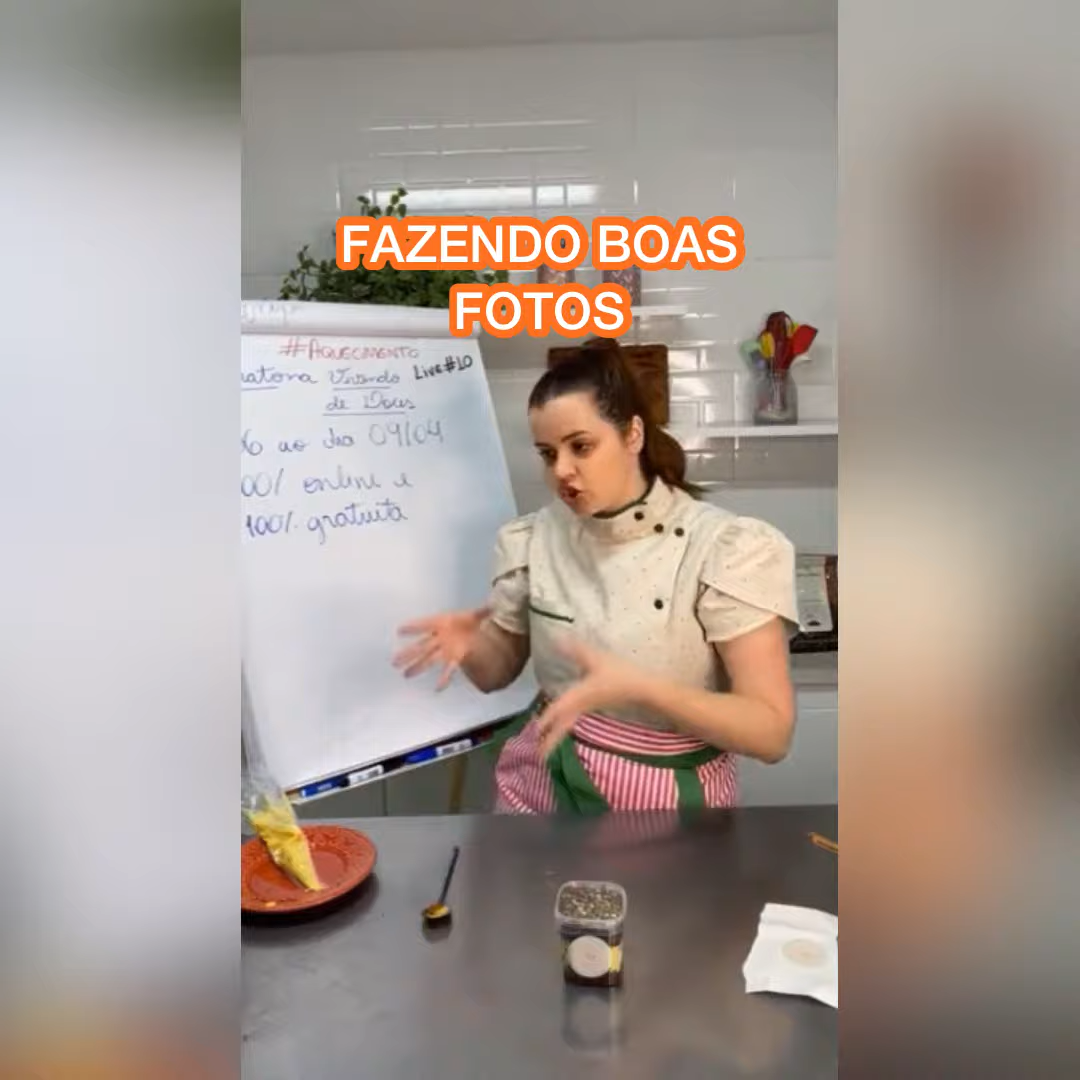 FAZENDO BOAS
FOTOS
#AQUECIMENTO
Live#10
de Doces
ao dia 09/04
online e
100% gratuita